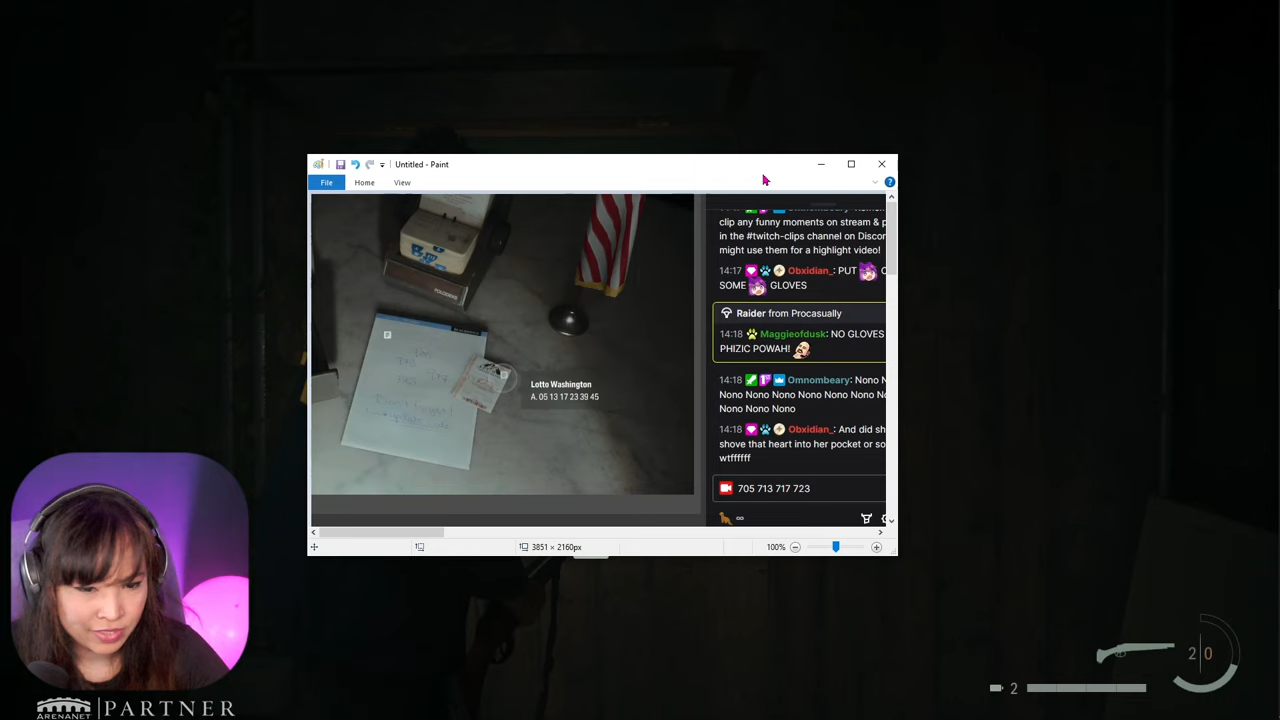 Untitled - Paint
File
Home
View
Lotto Washington
A. 05 13 17 23 39 45
clip any funny moments on stream & p
in the #twitch-clips channel on Discor
might use them for a highlight video!
14:17 Obxidian_: PUT
SOME GLOVES
Raider from Procasually
14:18 Maggieofdusk: NO GLOVES
PHIZIC POWAH!
14:18 Omnombeary: Nono N
Nono Nono Nono Nono Nono Nono
Nono Nono Nono
14:18 Obxidian_: And did sh
shove that heart into her pocket or so
wtffffff
705 713 717 723
3851 × 2160px
100%
2 0
2
ARENANET
PARTNER